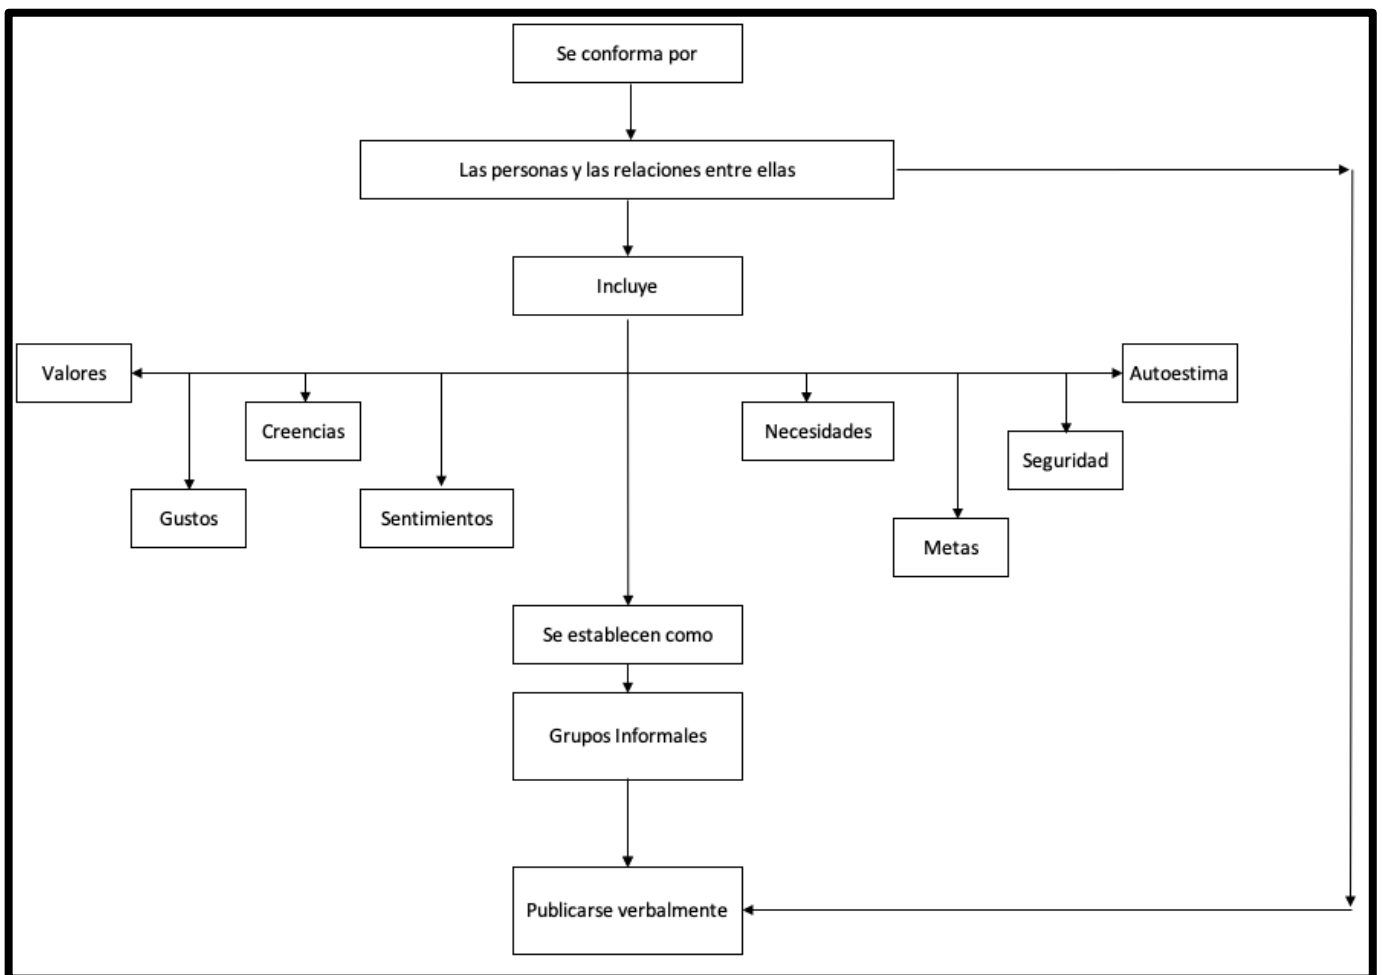 Se conforma por
Las personas y las relaciones entre ellas
Incluye
Valores
Autoestima
Creencias
Necesidades
Seguridad
Gustos
Sentimientos
Metas
Se establecen como
Grupos Informales
Publicarse verbalmente